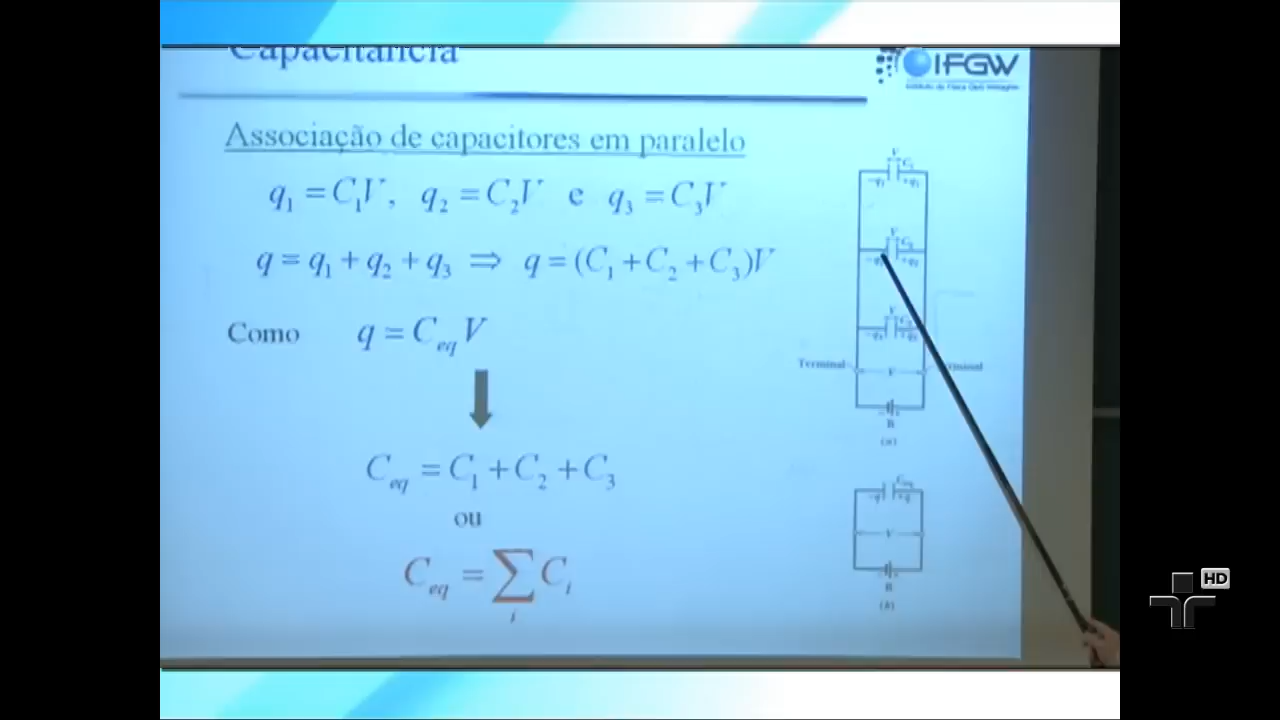 Capacitância
IFGW
Associação de capacitores em paralelo
q₁ = C₁V, q₂ = C₂V e q₃ = C₃V
q = q₁ + q₂ + q₃ ⇒ q = (C₁ + C₂ + C₃)V
Como q = C_eq V
C_eq = C₁ + C₂ + C₃
ou
C_eq = ∑_i C_i
Terminal
V
B
(a)
V
B
(b)
HD